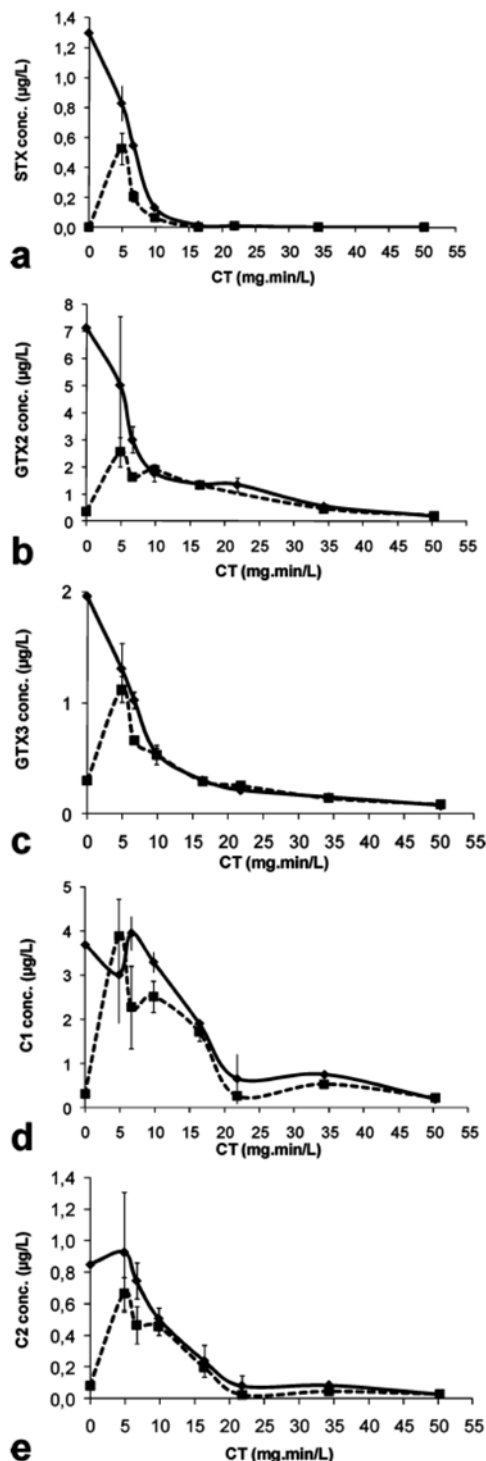 1,4
1,2
1,0
0,8
0,6
0,4
0,2
0,0
STX conc. (µg/L)
0 5 10 15 20 25 30 35 40 45 50 55
CT (mg.min/L)
a
8
7
6
5
4
3
2
1
0
GTX2 conc. (µg/L)
0 5 10 15 20 25 30 35 40 45 50 55
CT (mg.min/L)
b
2
1
0
GTX3 conc. (µg/L)
0 5 10 15 20 25 30 35 40 45 50 55
CT (mg.min/L)
c
5
4
3
2
1
0
C1 conc. (µg/L)
0 5 10 15 20 25 30 35 40 45 50 55
CT (mg.min/L)
d
1,4
1,2
1,0
0,8
0,6
0,4
0,2
0,0
C2 conc. (µg/L)
0 5 10 15 20 25 30 35 40 45 50 55
CT (mg.min/L)
e